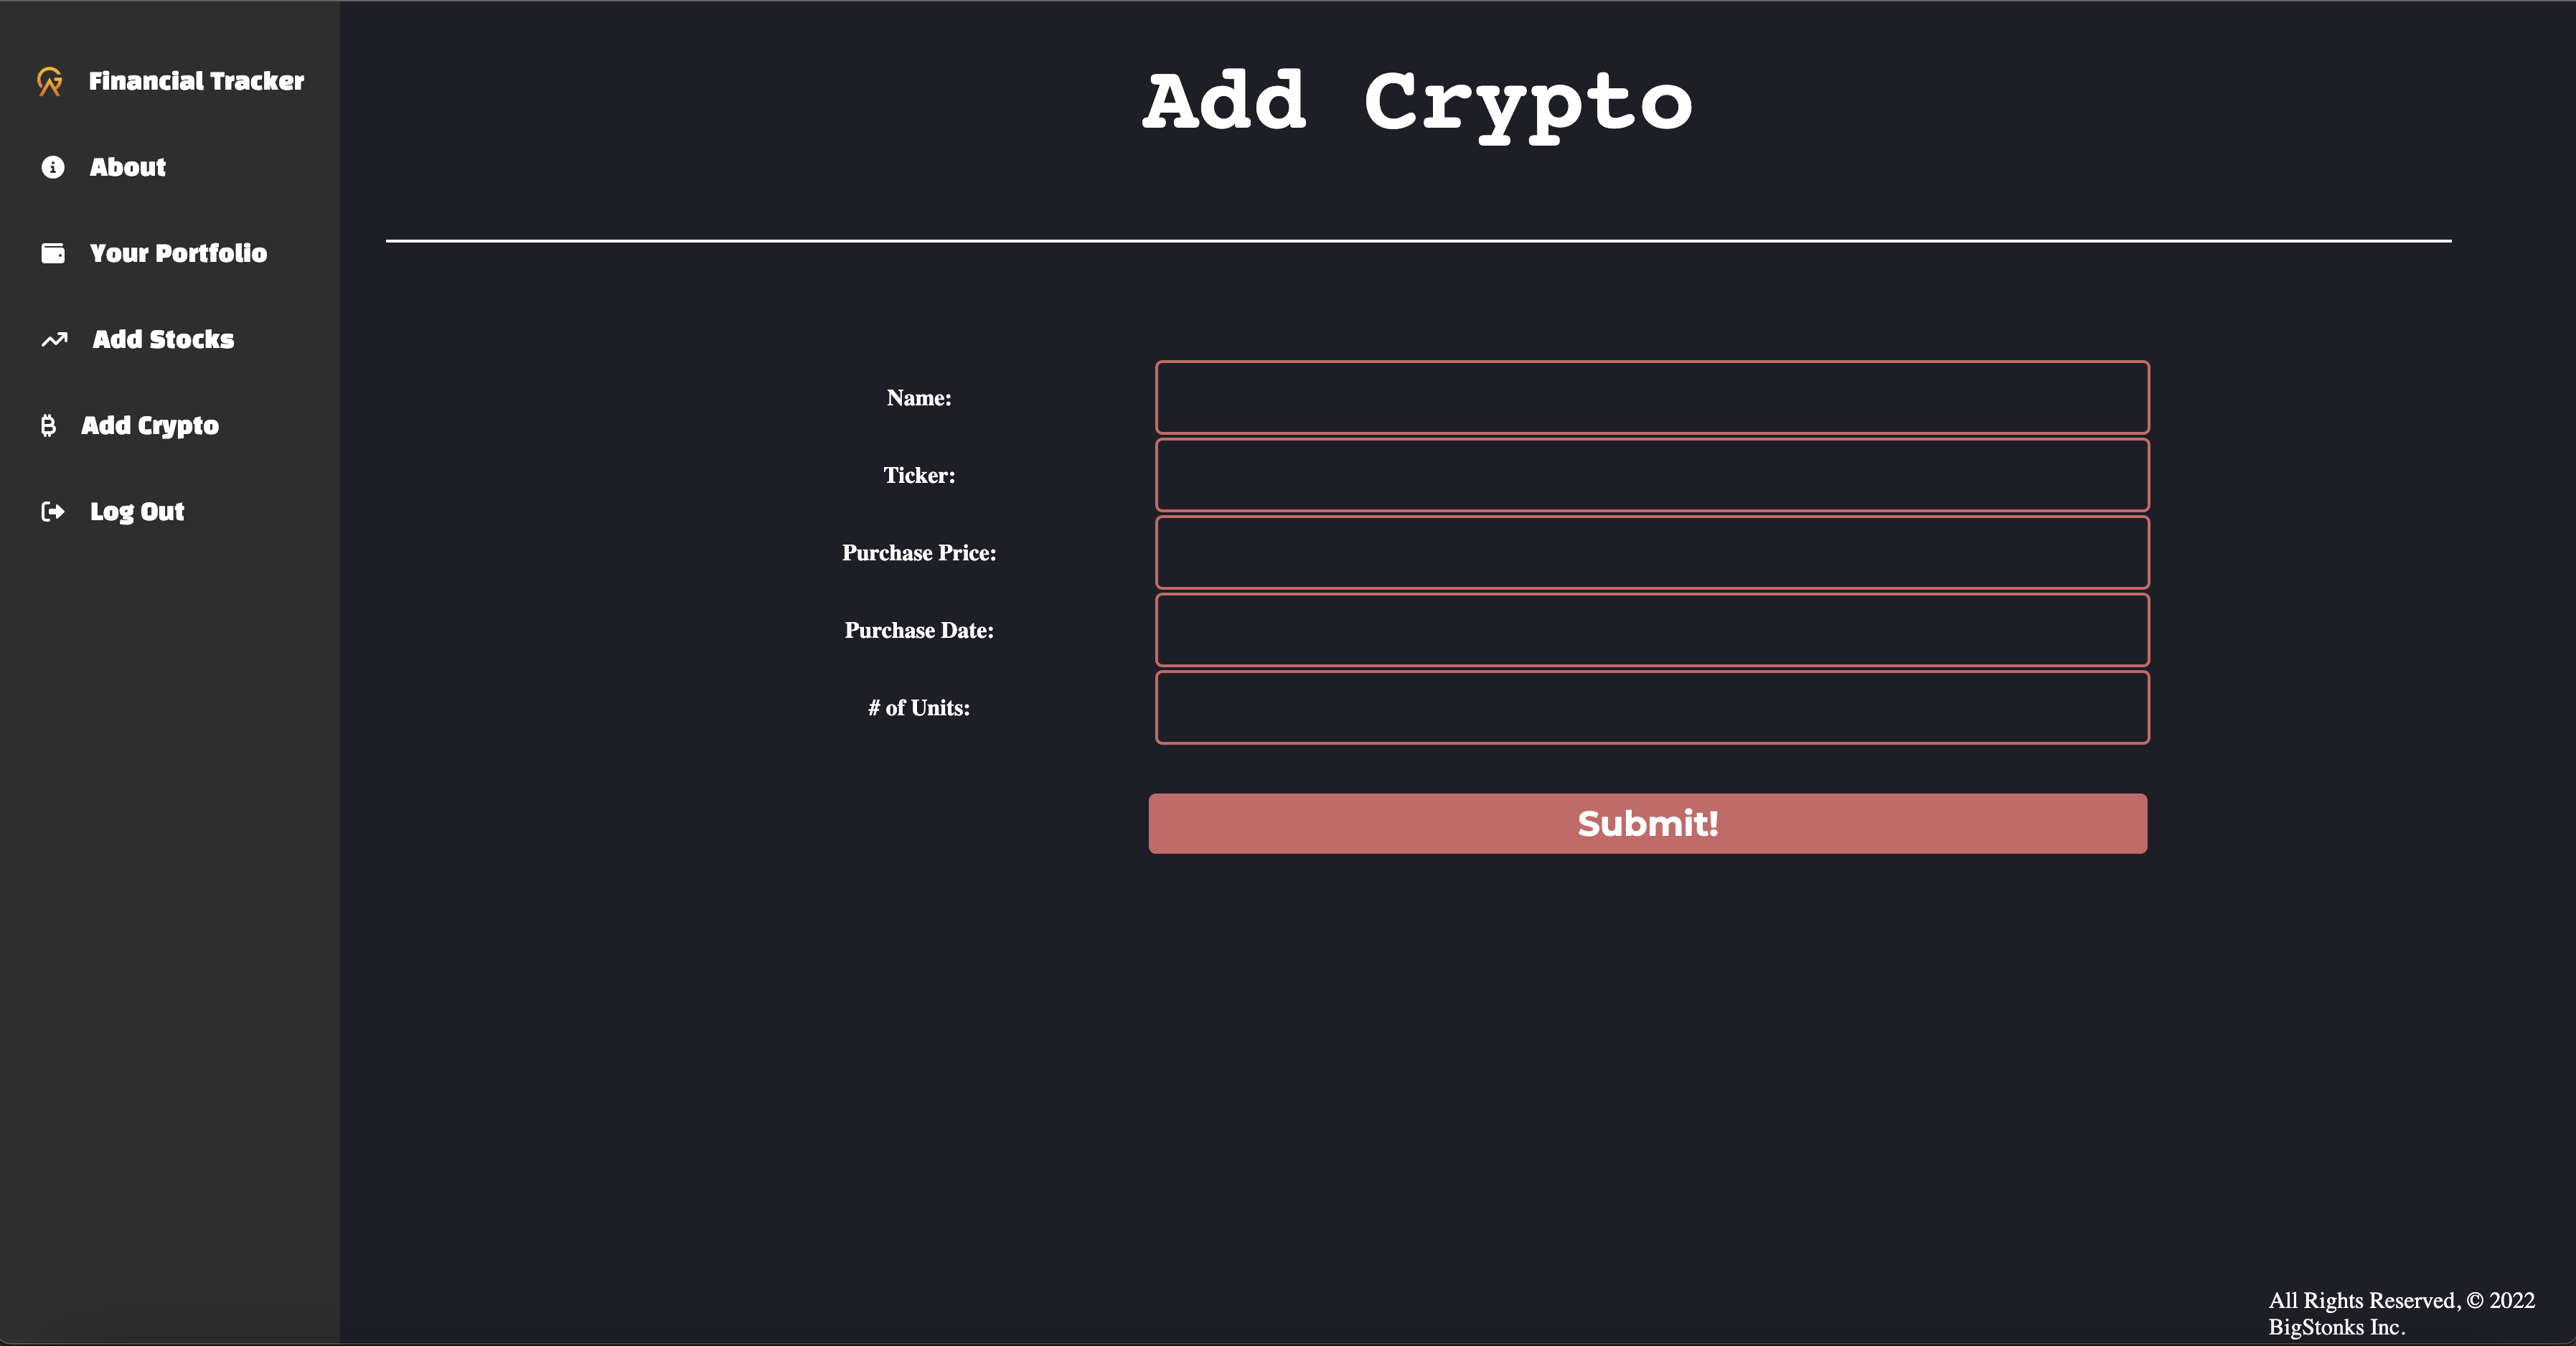 Financial Tracker
About
Your Portfolio
Add Stocks
Add Crypto
Log Out
Add Crypto
Name:
Ticker:
Purchase Price:
Purchase Date:
# of Units:
Submit!
All Rights Reserved, © 2022
BigStonks Inc.